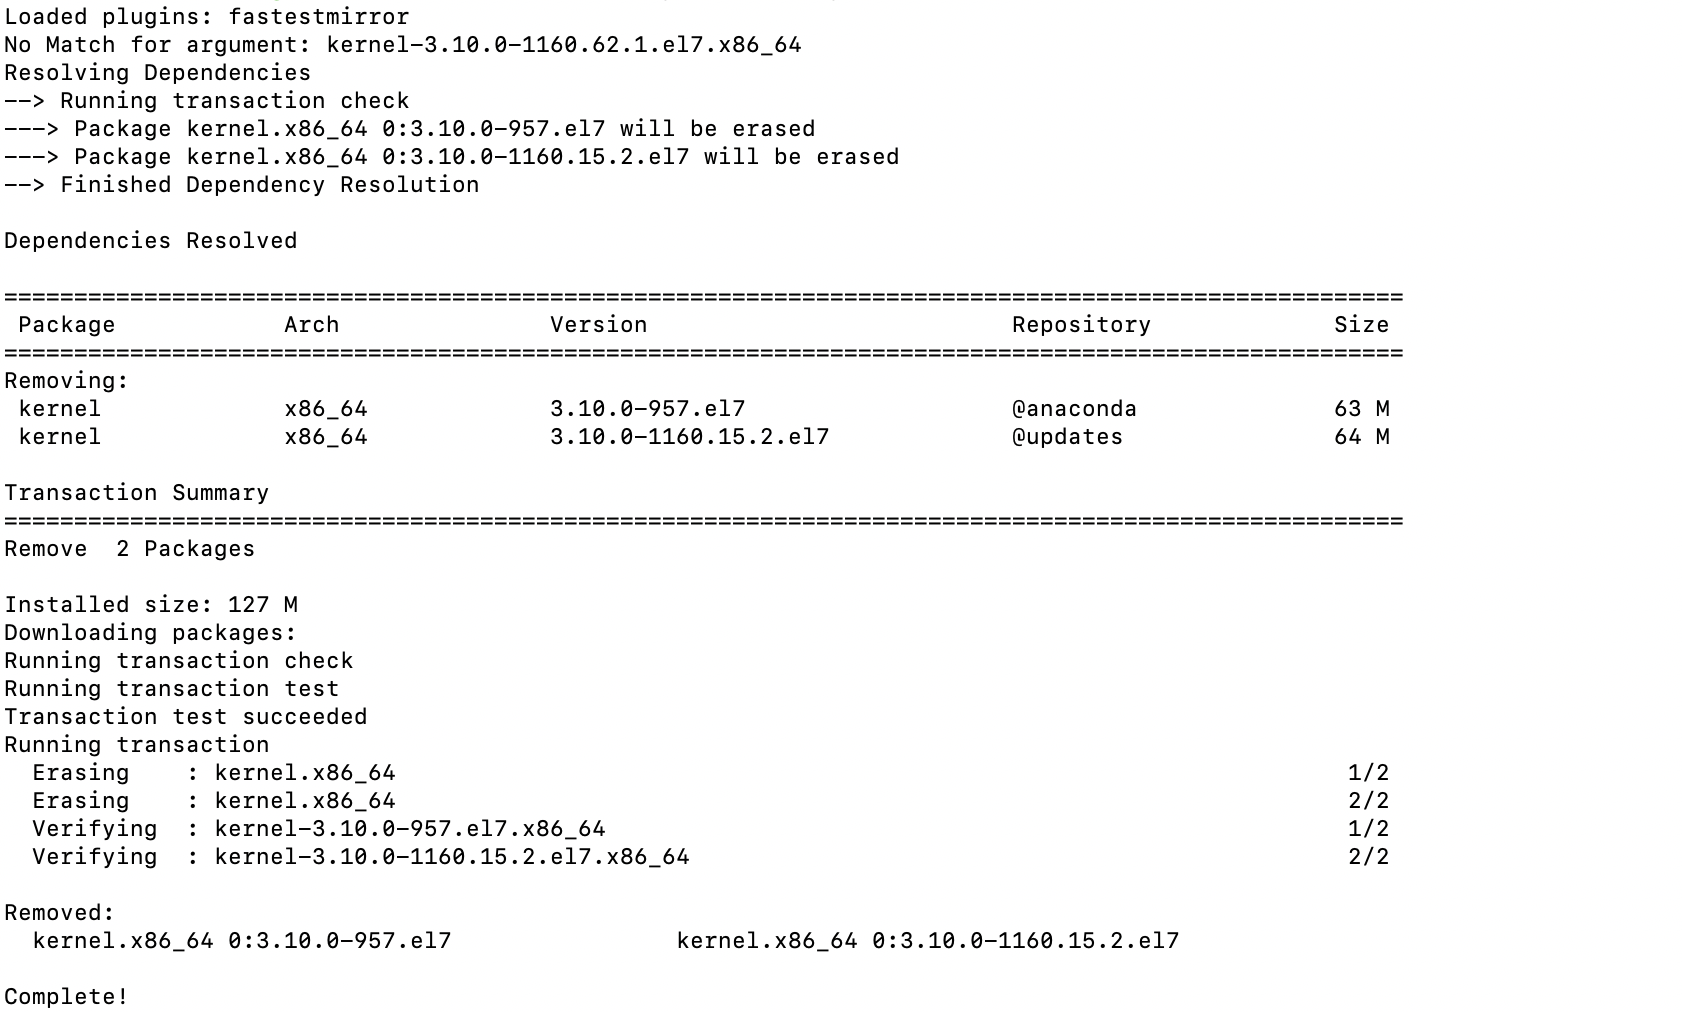 Loaded plugins: fastestmirror
No Match for argument: kernel-3.10.0-1160.62.1.el7.x86_64
Resolving Dependencies
--> Running transaction check
---> Package kernel.x86_64 0:3.10.0-957.el7 will be erased
---> Package kernel.x86_64 0:3.10.0-1160.15.2.el7 will be erased
--> Finished Dependency Resolution
Dependencies Resolved
====================================================================================================
Package Arch Version Repository Size
====================================================================================================
Removing:
kernel x86_64 3.10.0-957.el7 @anaconda 63 M
kernel x86_64 3.10.0-1160.15.2.el7 @updates 64 M
Transaction Summary
====================================================================================================
Remove 2 Packages
Installed size: 127 M
Downloading packages:
Running transaction check
Running transaction test
Transaction test succeeded
Running transaction
Erasing : kernel.x86_64 1/2
Erasing : kernel.x86_64 2/2
Verifying : kernel-3.10.0-957.el7.x86_64 1/2
Verifying : kernel-3.10.0-1160.15.2.el7.x86_64 2/2
Removed:
kernel.x86_64 0:3.10.0-957.el7 kernel.x86_64 0:3.10.0-1160.15.2.el7
Complete!